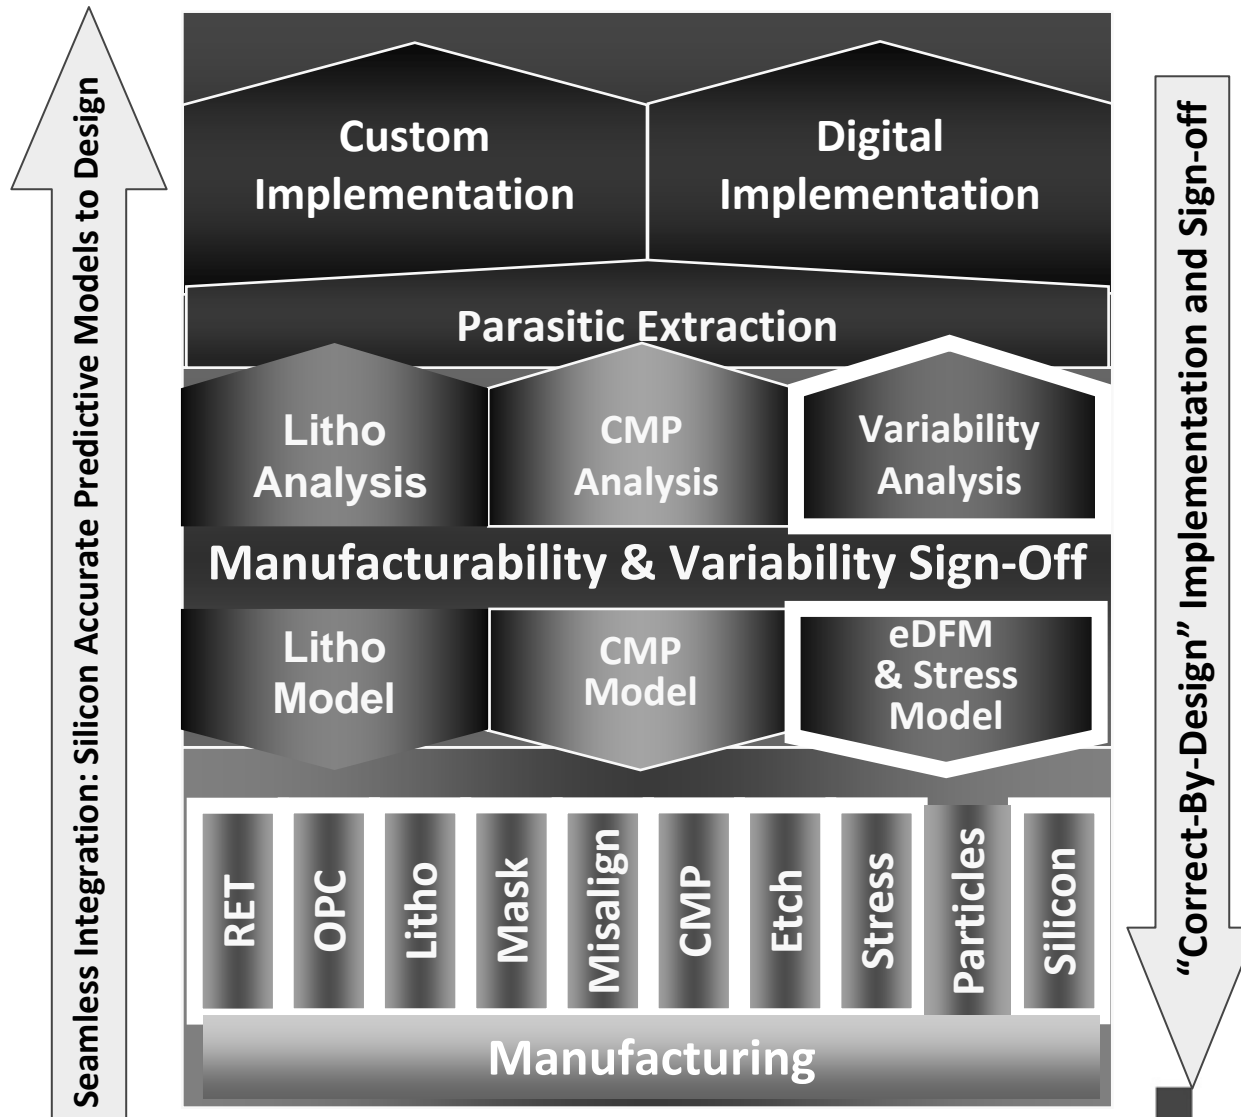 Seamless Integration: Silicon Accurate Predictive Models to Design
Custom
Implementation
Digital
Implementation
Parasitic Extraction
Litho
Analysis
CMP
Analysis
Variability
Analysis
Manufacturability & Variability Sign-Off
Litho
Model
CMP
Model
eDFM
& Stress
Model
RET
OPC
Litho
Mask
Misalign
CMP
Etch
Stress
Particles
Silicon
Manufacturing
“Correct-By-Design” Implementation and Sign-off